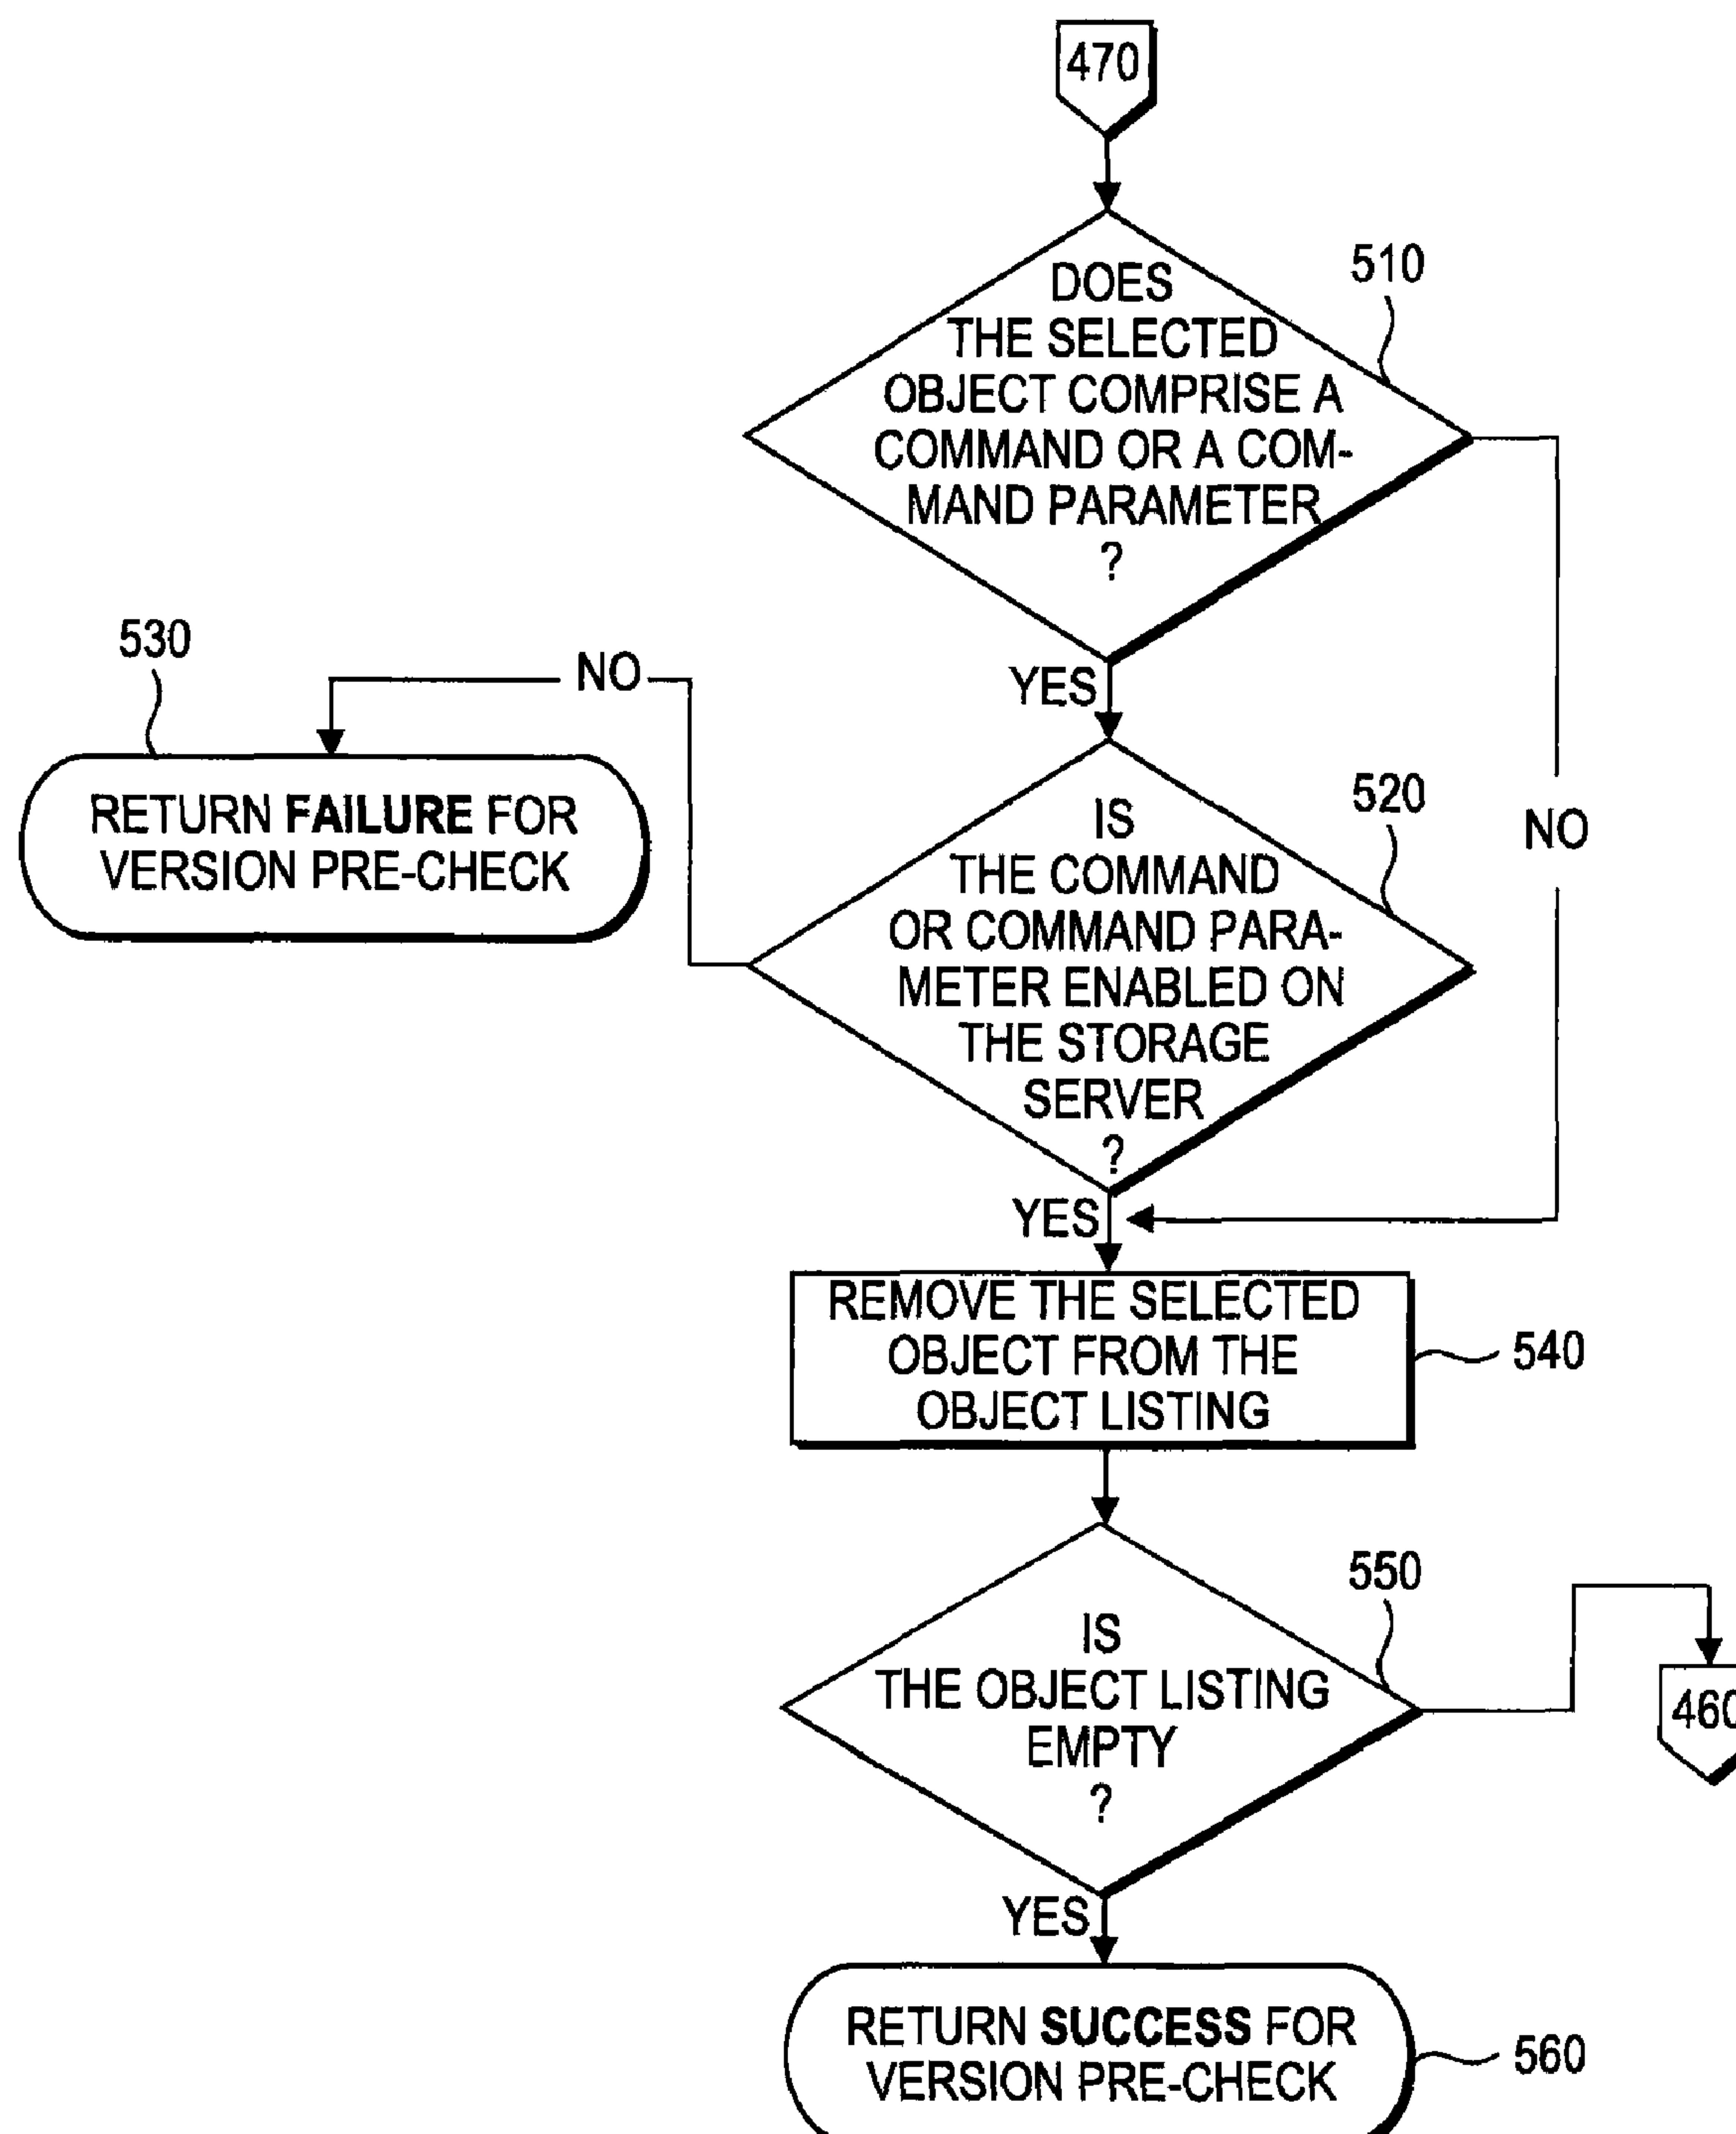 470
510
DOES
THE SELECTED
OBJECT COMPRISE A
COMMAND OR A COM-
MAND PARAMETER
?
530
NO
YES
RETURN FAILURE FOR
VERSION PRE-CHECK
520
IS
THE COMMAND
OR COMMAND PARA-
METER ENABLED ON
THE STORAGE
SERVER
?
NO
YES
REMOVE THE SELECTED
OBJECT FROM THE
OBJECT LISTING
540
550
IS
THE OBJECT LISTING
EMPTY
?
460
YES
RETURN SUCCESS FOR
VERSION PRE-CHECK
560